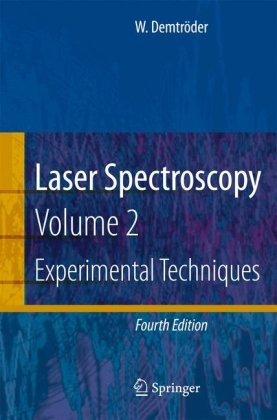 W. Demtröder
Laser Spectroscopy
Volume 2
Experimental Techniques
Fourth Edition
Springer